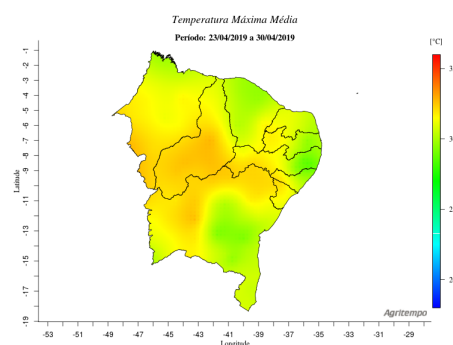 Temperatura Máxima Média
Período: 23/04/2019 a 30/04/2019
[°C]
-1
-3
-5
-7
-9
-11
-13
-15
-17
-19
Latitude
3
3
3
2
2
Agritempo
-53 -51 -49 -47 -45 -43 -41 -39 -37 -35 -33 -31 -29
Longitude